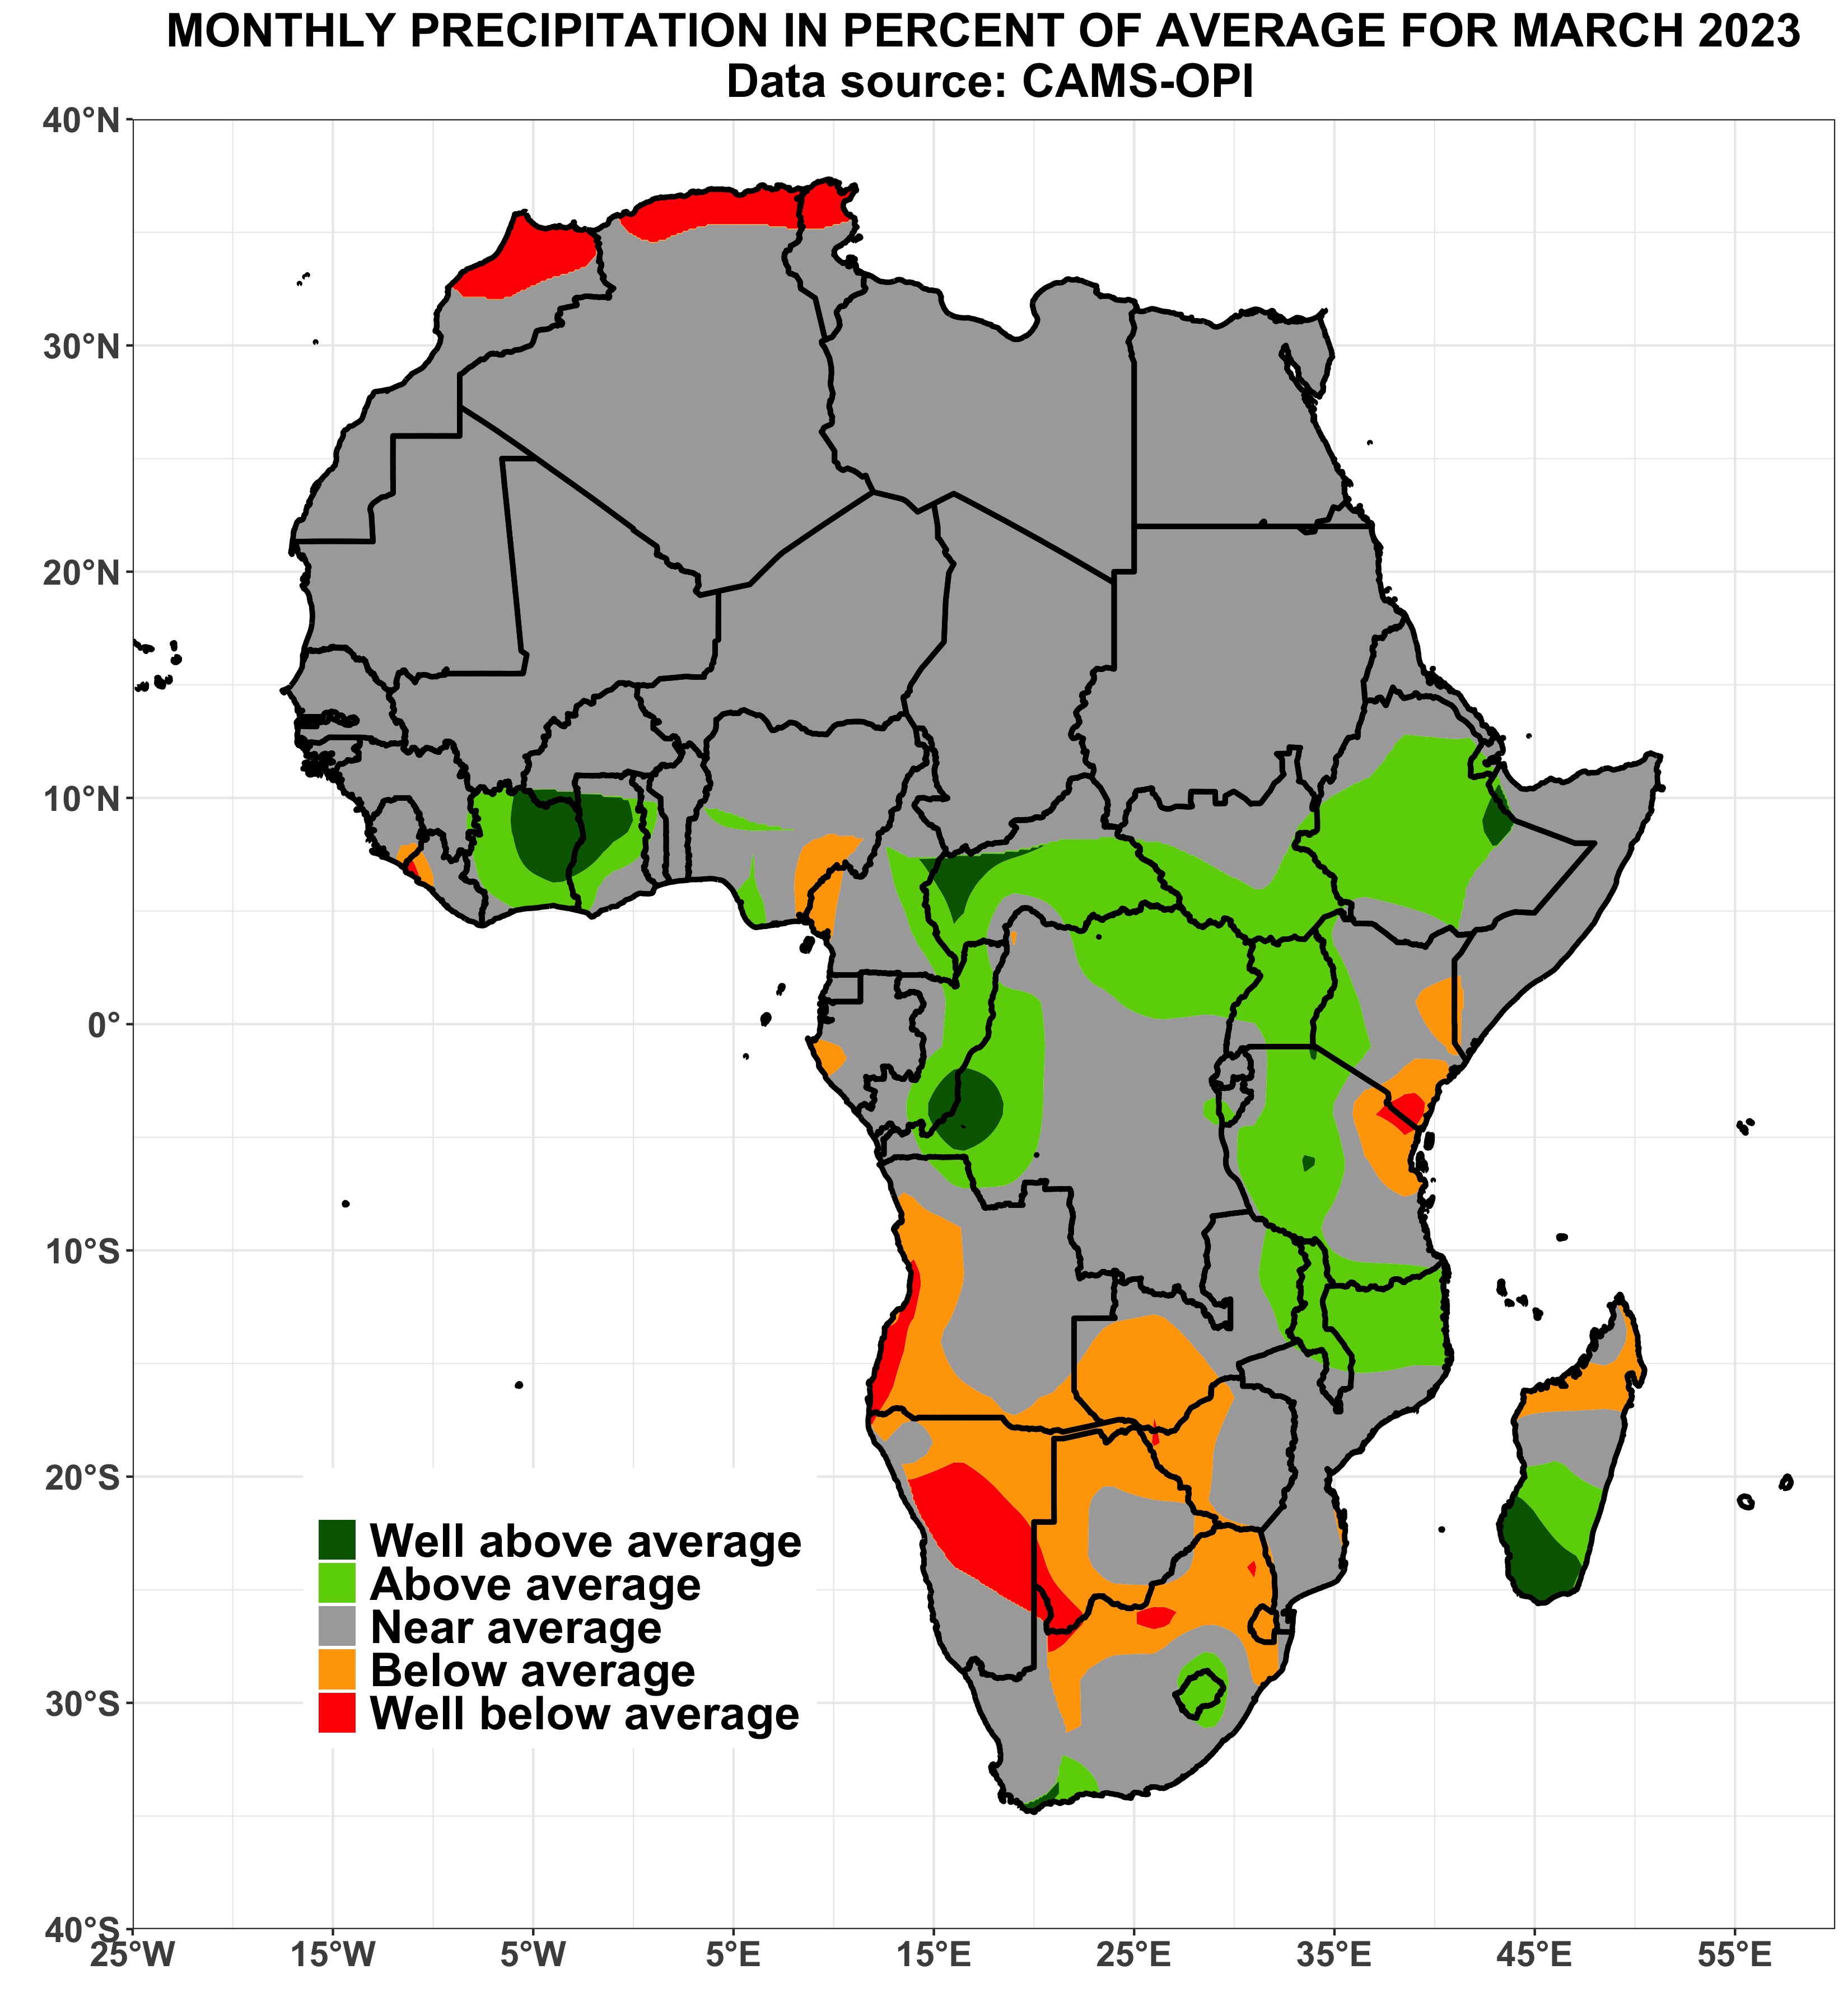 MONTHLY PRECIPITATION IN PERCENT OF AVERAGE FOR MARCH 2023
Data source: CAMS-OPI
40°N
30°N
20°N
10°N
0°
10°S
20°S
30°S
40°S
Well above average
Above average
Near average
Below average
Well below average
25°W 15°W 5°W 5°E 15°E 25°E 35°E 45°E 55°E